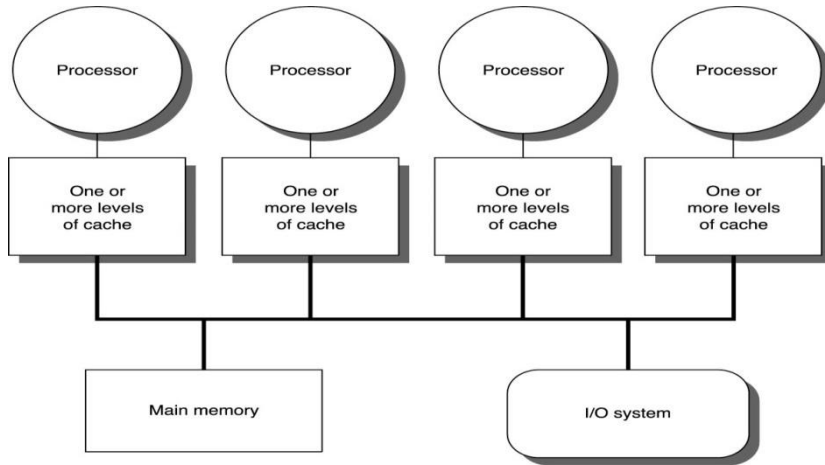 Processor
Processor
Processor
Processor
One or
more levels
of cache
One or
more levels
of cache
One or
more levels
of cache
One or
more levels
of cache
Main memory
I/O system